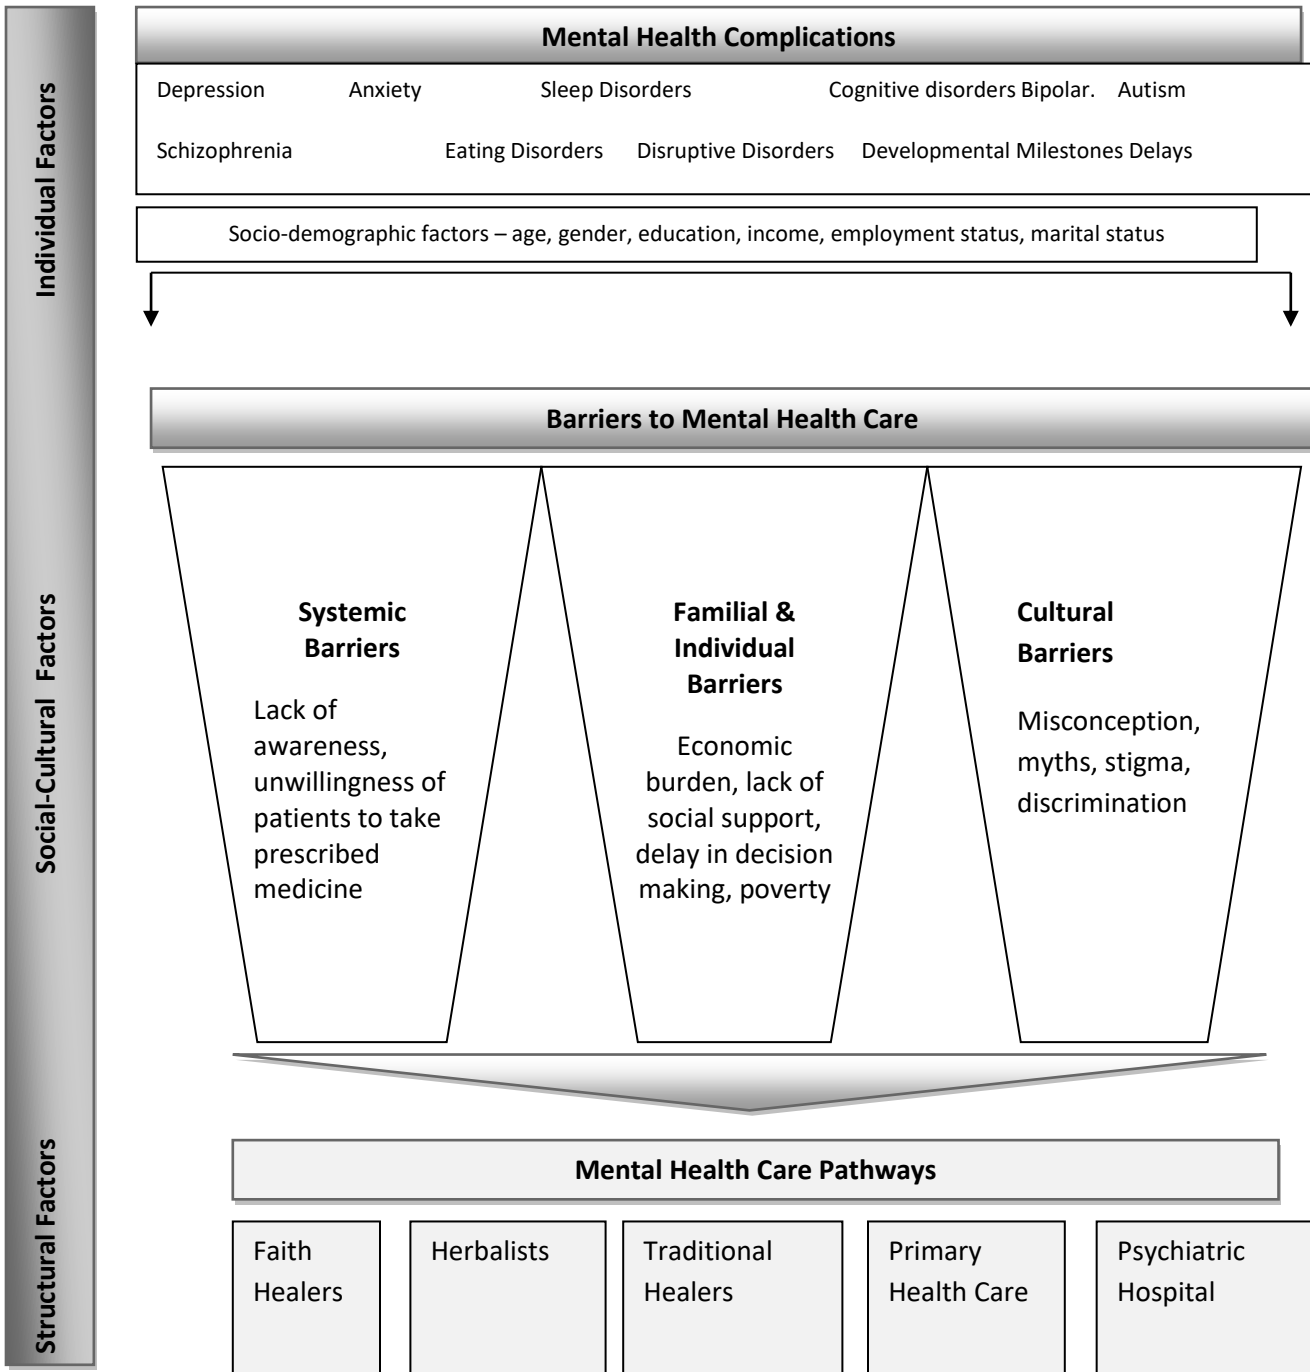 Mental Health Complications
Depression Anxiety Sleep Disorders Cognitive disorders Bipolar. Autism
Schizophrenia Eating Disorders Disruptive Disorders Developmental Milestones Delays
Socio-demographic factors – age, gender, education, income, employment status, marital status
Individual Factors
Barriers to Mental Health Care
Systemic
Barriers
Lack of
awareness,
unwillingness of
patients to take
prescribed
medicine
Familial &
Individual
Barriers
Economic
burden, lack of
social support,
delay in decision
making, poverty
Cultural
Barriers
Misconception,
myths, stigma,
discrimination
Social-Cultural Factors
Mental Health Care Pathways
Faith
Healers
Herbalists
Traditional
Healers
Primary
Health Care
Psychiatric
Hospital
Structural Factors